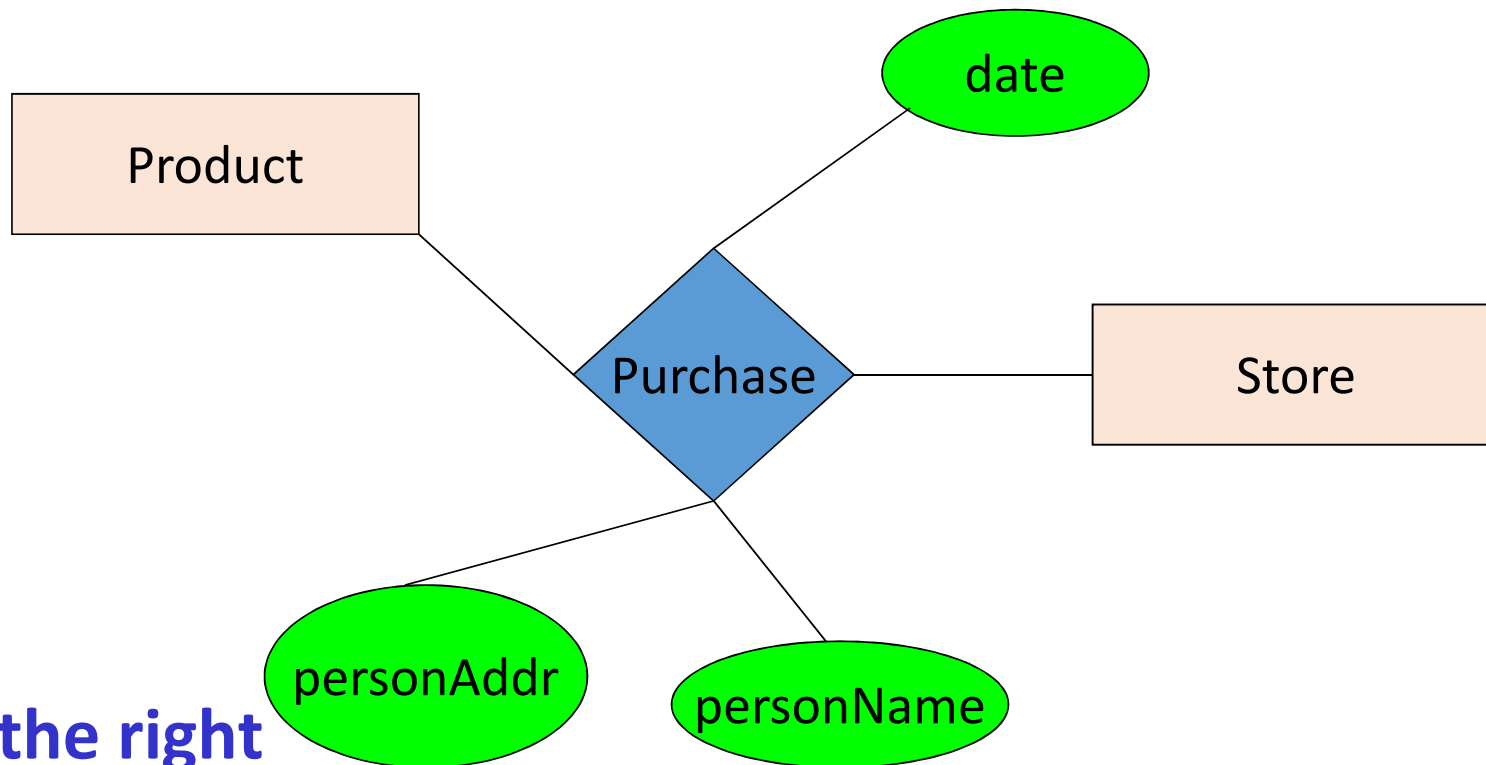 date
Product
Purchase
Store
personAddr
personName
the right